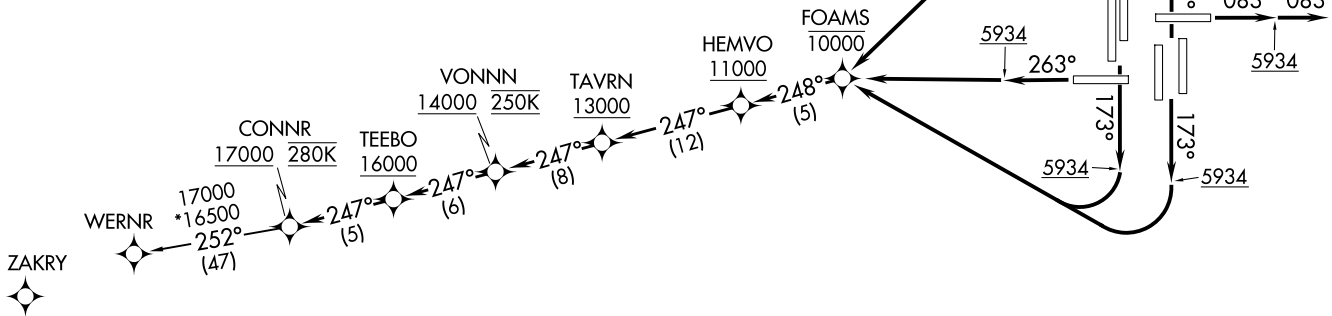 083°
083°
5934
FOAMS
10000
5934
263°
HEMVO
11000
248°
(5)
TAVRN
13000
247°
(12)
VONNN
14000 250K
247°
(8)
TEEBO
16000
247°
(6)
CONNR
17000 280K
247°
(5)
17000
*16500
252°
(47)
WERNR
ZAKRY
173°
5934
173°
5934